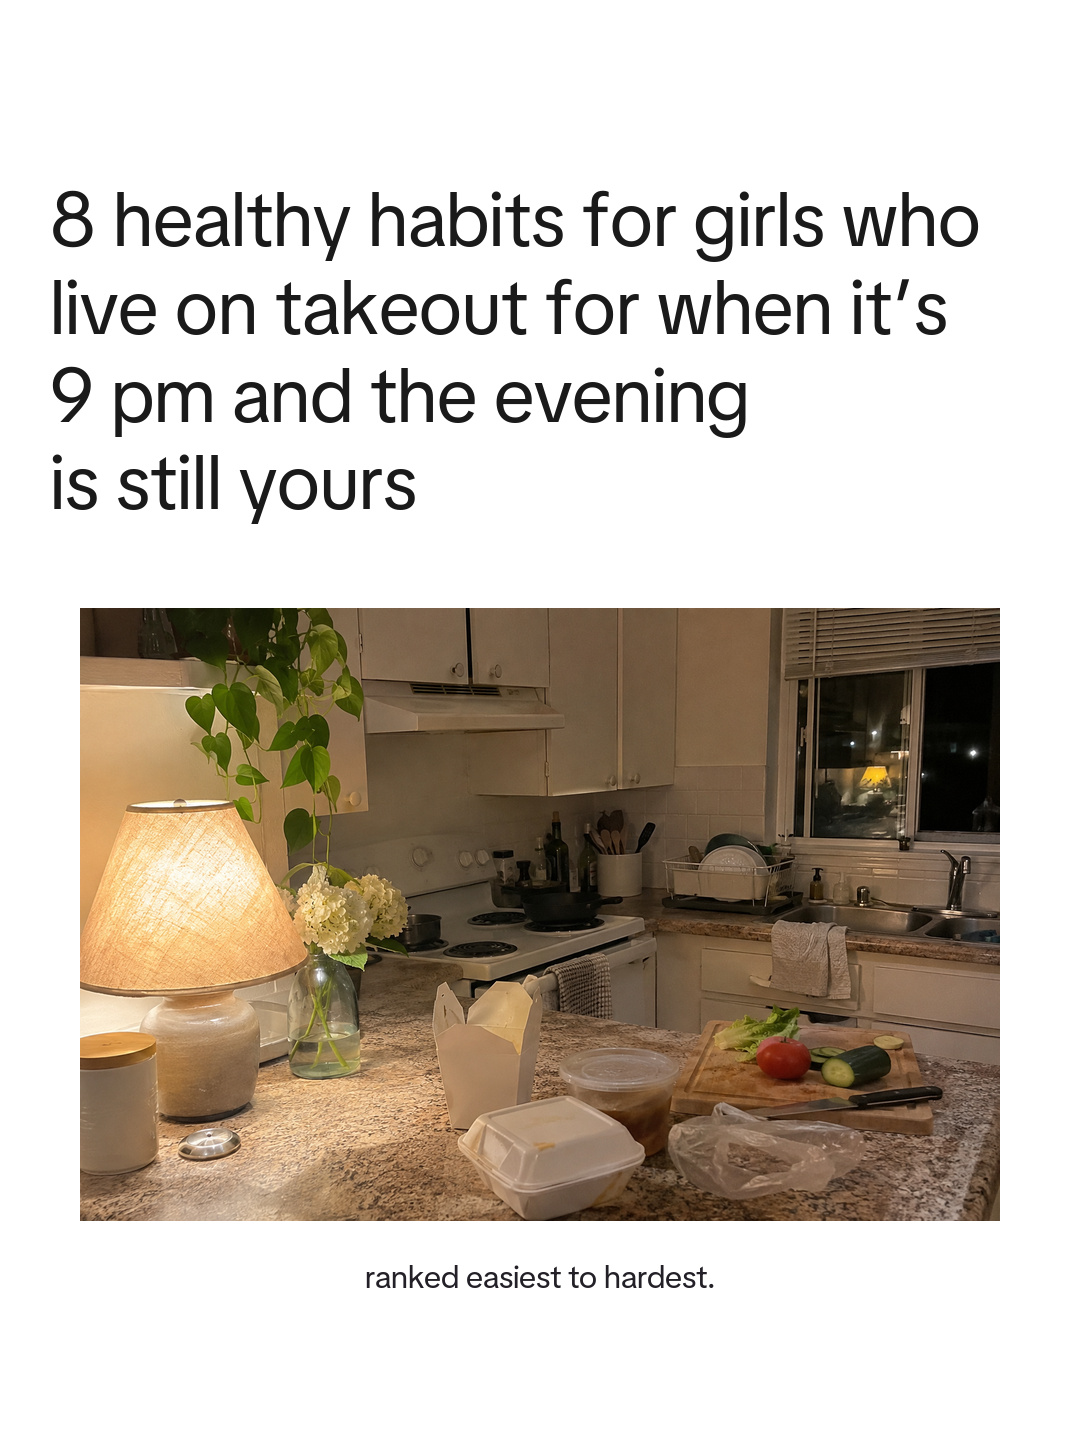 8 healthy habits for girls who
live on takeout for when it’s
9 pm and the evening
is still yours
ranked easiest to hardest.